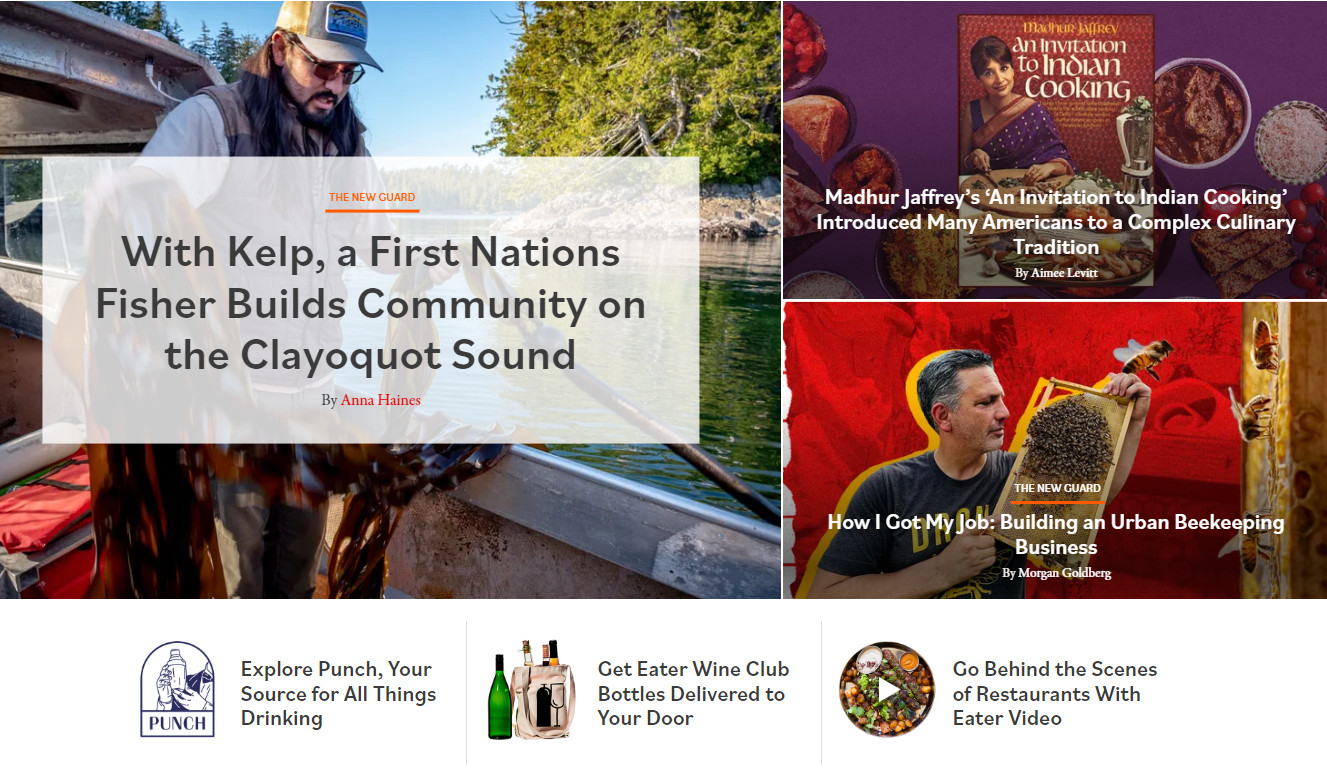 THE NEW GUARD
With Kelp, a First Nations
Fisher Builds Community on
the Clayoquot Sound
By Anna Haines
Madhur Jaffrey
an Invitation
to Indian
Cooking
Madhur Jaffrey's ‘An Invitation to Indian Cooking’
Introduced Many Americans to a Complex Culinary
Tradition
By Aimee Levitt
THE NEW GUARD
How I Got My Job: Building an Urban Beekeeping
Business
By Morgan Goldberg
PUNCH
Explore Punch, Your
Source for All Things
Drinking
Get Eater Wine Club
Bottles Delivered to
Your Door
Go Behind the Scenes
of Restaurants With
Eater Video